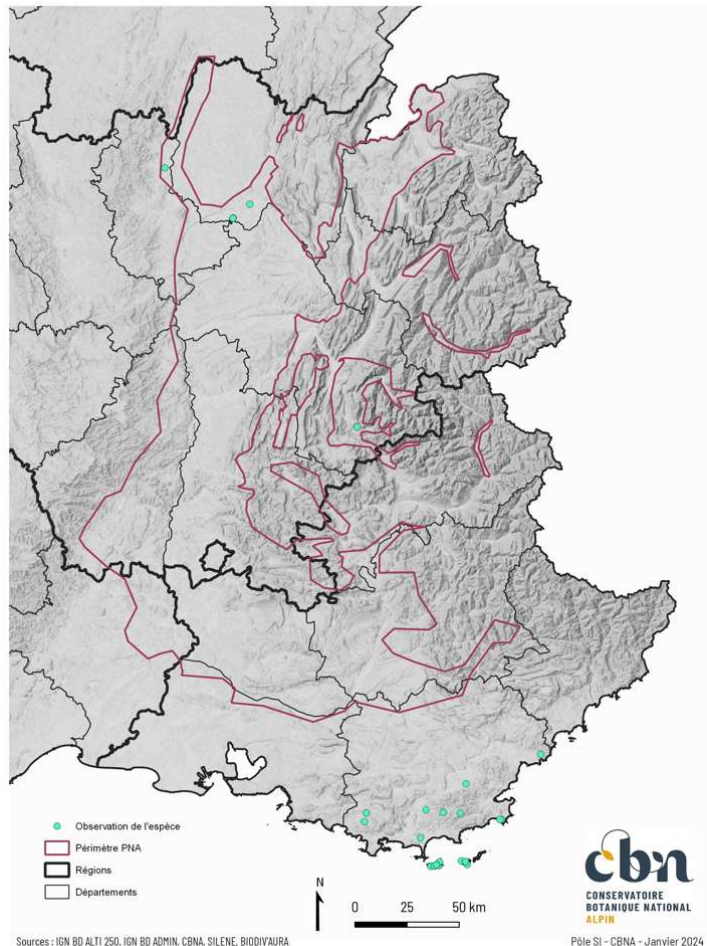 Observation de l'espèce
Périmètre PNA
Régions
Départements
N
0 25 50 km
cbn
CONSERVATOIRE
BOTANIQUE NATIONAL
ALPIN
Sources : IGN BD ALTI 250, IGN BD ADMIN, CBNA, SILENE, BIODIV'AURA
Pôle SI - CBNA - Janvier 2024